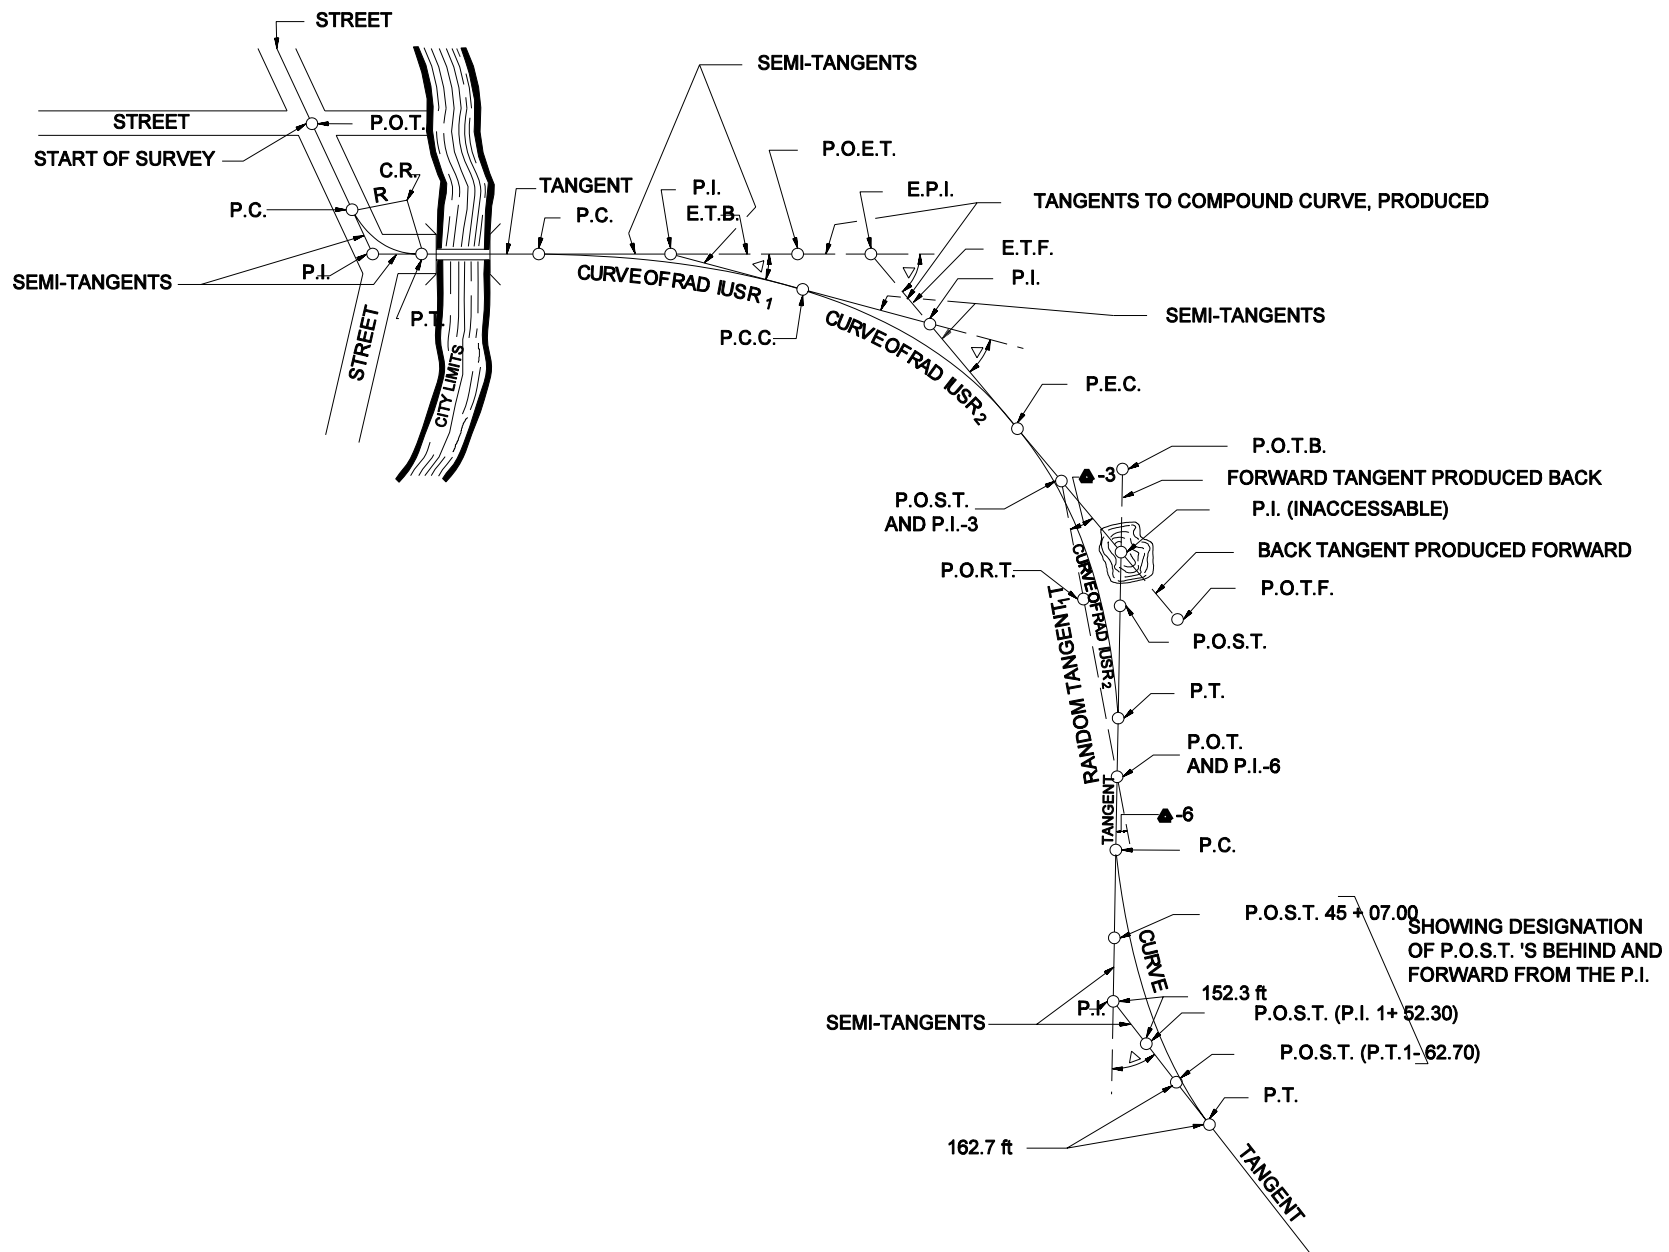 STREET
SEMI-TANGENTS
STREET
P.O.T.
START OF SURVEY
P.O.E.T.
C.R.
R
TANGENT
P.I.
E.P.I.
TANGENTS TO COMPOUND CURVE, PRODUCED
P.C.
P.C.
E.T.B.
E.T.F.
P.I.
SEMI-TANGENTS
P.I.
CURVE OF RADIUS R 1
P.T.
SEMI-TANGENTS
P.C.C.
CURVE OF RADIUS R 2
STREET
CITY LIMITS
P.E.C.
P.O.T.B.
-3
FORWARD TANGENT PRODUCED BACK
P.O.S.T.
AND P.I.-3
P.I. (INACCESSABLE)
BACK TANGENT PRODUCED FORWARD
P.O.R.T.
P.O.T.F.
CURVE OF RADIUS R 2
RANDOM TANGENT, T
P.O.S.T.
P.T.
P.O.T.
AND P.I.-6
TANGENT
-6
P.C.
P.O.S.T. 45 + 07.00
SHOWING DESIGNATION
OF P.O.S.T. 'S BEHIND AND
FORWARD FROM THE P.I.
CURVE
152.3 ft
P.I.
P.O.S.T. (P.I. 1+ 52.30)
SEMI-TANGENTS
P.O.S.T. (P.T.1- 62.70)
P.T.
162.7 ft
TANGENT